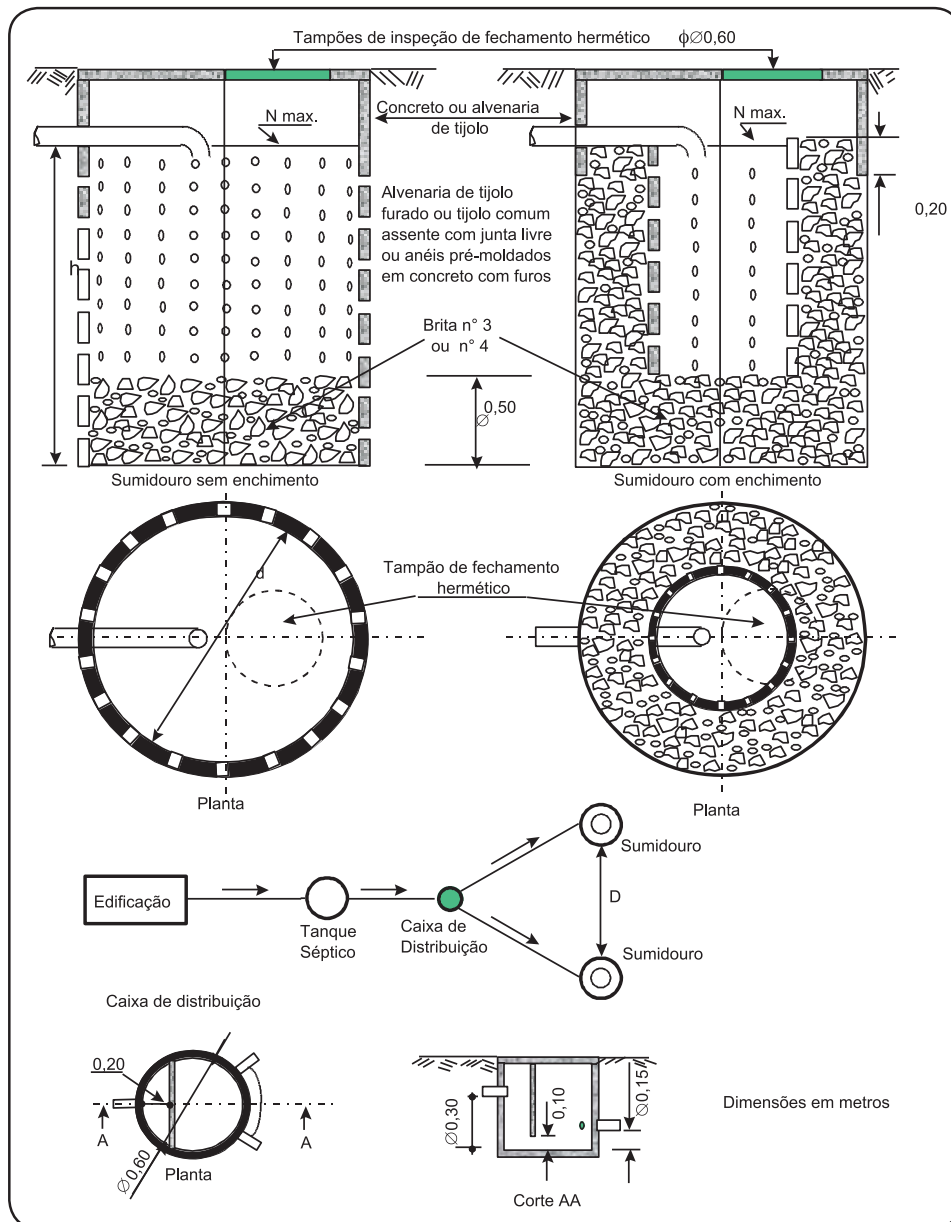 Tampões de inspeção de fechamento hermético ϕ∅0,60
N max.
Concreto ou alvenaria
de tijolo
N max.
0,20
Alvenaria de tijolo
furado ou tijolo comum
assente com junta livre
ou anéis pré-moldados
em concreto com furos
h
Brita n° 3
ou n° 4
∅0,50
Sumidouro sem enchimento
Sumidouro com enchimento
d
Tampão de fechamento
hermético
Planta
Planta
Sumidouro
Edificação
Tanque
Séptico
Caixa de
Distribuição
D
Sumidouro
Caixa de distribuição
0,20
A
A
∅0,60
Planta
∅0,30
0,10
∅0,15
Dimensões em metros
Corte AA